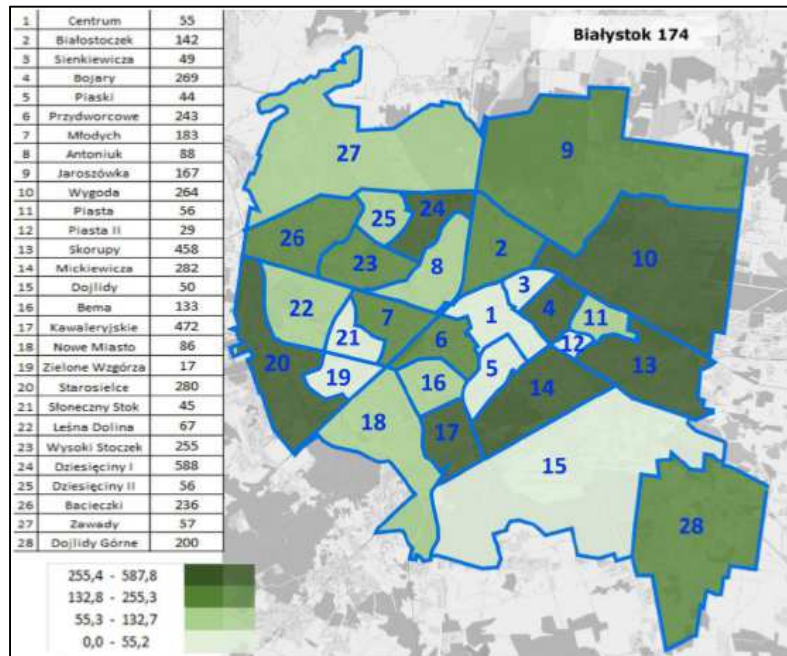 1 Centrum 55
2 Białostoczek 142
3 Sienkiewicza 49
4 Bojary 269
5 Piaski 44
6 Przydworcowe 243
7 Młodych 183
8 Antoniuk 88
9 Jaroszówka 167
10 Wygoda 264
11 Piasta 56
12 Piasta II 29
13 Skorupy 458
14 Mickiewicza 282
15 Dojlidy 50
16 Bema 133
17 Kawaleryjskie 472
18 Nowe Miasto 86
19 Zielone Wzgórza 17
20 Starosielce 280
21 Słoneczny Stok 45
22 Leśna Dolina 67
23 Wysoki Stoczek 255
24 Dziesięciny I 588
25 Dziesięciny II 56
26 Bacieczki 236
27 Zawady 57
28 Dojlidy Górne 200
255,4 - 587,8
132,8 - 255,3
55,3 - 132,7
0,0 - 55,2
Białystok 174
27
9
25
24
26
23
8
2
10
22
7
3
4
11
1
21
6
12
20
19
5
13
16
14
18
17
15
28